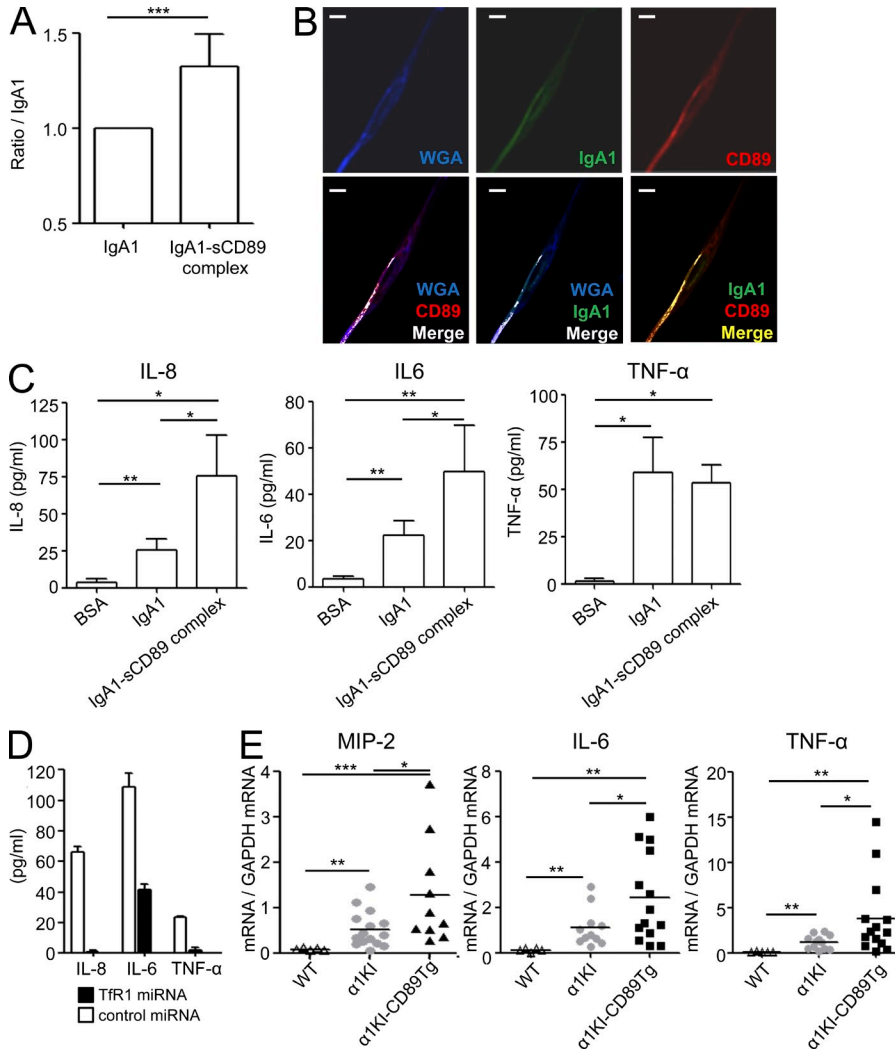 A
***
1.5
1.0
0.5
Ratio / IgA1
IgA1
IgA1-sCD89
complex
B
WGA
IgA1
CD89
WGA
CD89
Merge
WGA
IgA1
Merge
IgA1
CD89
Merge
C
IL-8
*
*
**
125
100
75
50
25
0
IL-8 (pg/ml)
BSA
IgA1
IgA1-sCD89 complex
IL6
**
*
**
80
60
40
20
0
IL-6 (pg/ml)
BSA
IgA1
IgA1-sCD89 complex
TNF-α
*
*
100
75
50
25
0
TNF-α (pg/ml)
BSA
IgA1
IgA1-sCD89 complex
D
120
100
80
60
40
20
0
(pg/ml)
IL-8 IL-6 TNF-α
TfR1 miRNA
control miRNA
E
MIP-2
*** *
**
4
3
2
1
0
mRNA / GAPDH mRNA
WT
α1KI
α1KI-CD89Tg
IL-6
**
*
**
8
6
4
2
0
mRNA / GAPDH mRNA
WT
α1KI
α1KI-CD89Tg
TNF-α
**
*
**
20
15
10
5
0
mRNA / GAPDH mRNA
WT
α1KI
α1KI-CD89Tg